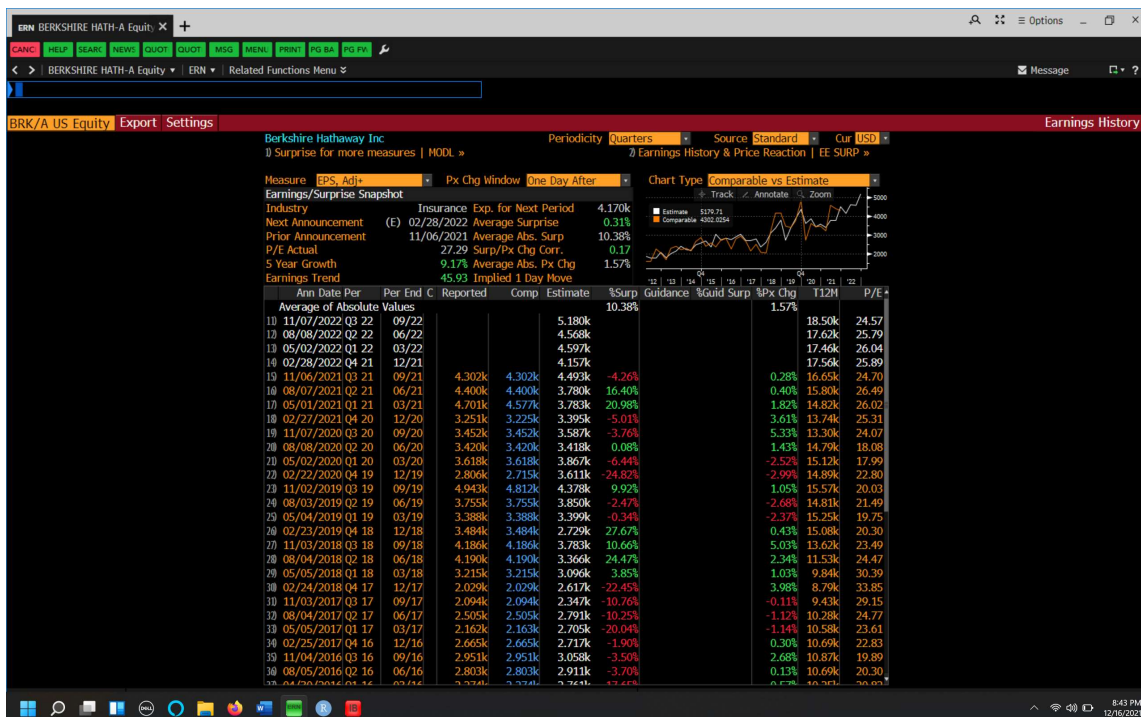 ERN BERKSHIRE HATH-A Equity × + Options
CANC HELP SEARC NEWS QUOT QUOT MSG MENU PRINT PG BA PG FW
< > BERKSHIRE HATH-A Equity ERN Related Functions Menu Message ?
BRK/A US Equity Export Settings Earnings History
Berkshire Hathaway Inc Periodicity Quarters Source Standard Cur USD
1) Surprise for more measures | MODL » 2) Earnings History & Price Reaction | EE SURP »
Measure EPS, Adj+ Px Chg Window One Day After Chart Type Comparable vs Estimate
Earnings/Surprise Snapshot Track Annotate Zoom
Industry Insurance Exp. for Next Period 4.170k
Next Announcement (E) 02/28/2022 Average Surprise 0.31%
Prior Announcement 11/06/2021 Average Abs. Surp 10.38%
P/E Actual 27.29 Surp/Px Chg Corr. 0.17
5 Year Growth 9.17% Average Abs. Px Chg 1.57%
Earnings Trend 45.93 Implied 1 Day Move
Estimate 5179.71
Comparable 4302.0254
5000
4000
3000
2000
Q4 Q4
'12 '13 '14 '15 '16 '17 '18 '19 '20 '21 '22
Ann Date Per Per End C Reported Comp Estimate %Surp Guidance %Guid Surp %Px Chg T12M P/E
Average of Absolute Values 10.38% 1.57%
11) 11/07/2022 Q3 22 09/22 5.180k 18.50k 24.57
12) 08/08/2022 Q2 22 06/22 4.568k 17.62k 25.79
13) 05/02/2022 Q1 22 03/22 4.597k 17.46k 26.04
14) 02/28/2022 Q4 21 12/21 4.157k 17.56k 25.89
15) 11/06/2021 Q3 21 09/21 4.302k 4.302k 4.493k -4.26% 0.28% 16.65k 24.70
16) 08/07/2021 Q2 21 06/21 4.400k 4.400k 3.780k 16.40% 0.40% 15.80k 26.49
17) 05/01/2021 Q1 21 03/21 4.701k 4.577k 3.783k 20.98% 1.82% 14.82k 26.02
18) 02/27/2021 Q4 20 12/20 3.251k 3.225k 3.395k -5.01% 3.61% 13.74k 25.31
19) 11/07/2020 Q3 20 09/20 3.452k 3.452k 3.587k -3.76% 5.33% 13.30k 24.07
20) 08/08/2020 Q2 20 06/20 3.420k 3.420k 3.418k 0.08% 1.43% 14.79k 18.08
21) 05/02/2020 Q1 20 03/20 3.618k 3.618k 3.867k -6.44% -2.52% 15.12k 17.99
22) 02/22/2020 Q4 19 12/19 2.806k 2.715k 3.611k -24.82% -2.99% 14.89k 22.80
23) 11/02/2019 Q3 19 09/19 4.943k 4.812k 4.378k 9.92% 1.05% 15.57k 20.03
24) 08/03/2019 Q2 19 06/19 3.755k 3.755k 3.850k -2.47% -2.68% 14.81k 21.49
25) 05/04/2019 Q1 19 03/19 3.388k 3.388k 3.399k -0.34% -2.37% 15.25k 19.75
26) 02/23/2019 Q4 18 12/18 3.484k 3.484k 2.729k 27.67% 0.43% 15.08k 20.30
27) 11/03/2018 Q3 18 09/18 4.186k 4.186k 3.783k 10.66% 5.03% 13.62k 23.49
28) 08/04/2018 Q2 18 06/18 4.190k 4.190k 3.366k 24.47% 2.34% 11.53k 24.47
29) 05/05/2018 Q1 18 03/18 3.215k 3.215k 3.096k 3.85% 1.03% 9.84k 30.39
30) 02/24/2018 Q4 17 12/17 2.029k 2.029k 2.617k -22.45% 3.98% 8.79k 33.85
31) 11/03/2017 Q3 17 09/17 2.094k 2.094k 2.347k -10.76% -0.11% 9.43k 29.15
32) 08/04/2017 Q2 17 06/17 2.505k 2.505k 2.791k -10.25% -1.12% 10.28k 24.77
33) 05/05/2017 Q1 17 03/17 2.162k 2.163k 2.705k -20.04% -1.14% 10.58k 23.61
34) 02/25/2017 Q4 16 12/16 2.665k 2.665k 2.717k -1.90% 0.30% 10.69k 22.83
35) 11/04/2016 Q3 16 09/16 2.951k 2.951k 3.058k -3.50% 2.68% 10.87k 19.89
36) 08/05/2016 Q2 16 06/16 2.803k 2.803k 2.911k -3.70% 0.13% 10.69k 20.30
DELL W R IB
8:43 PM
12/16/2021